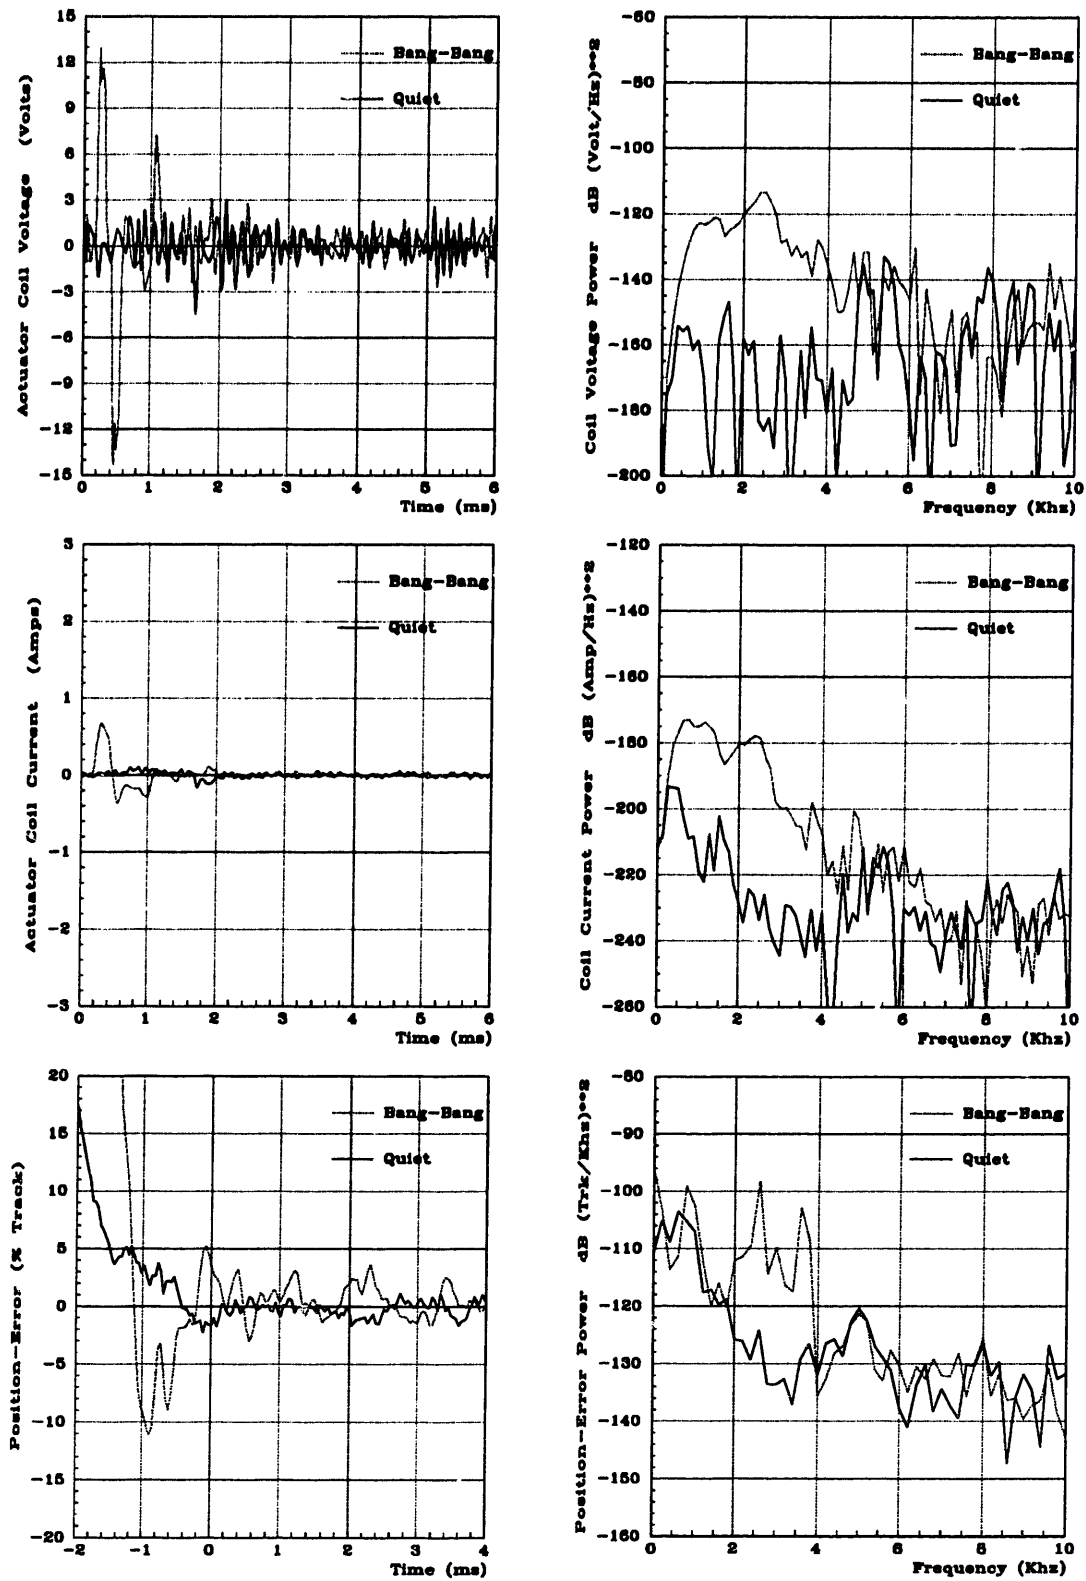 15
12
9
6
3
0
-3
-6
-9
-12
-15
Actuator Coil Voltage (Volts)
Bang-Bang
Quiet
0 1 2 3 4 5 6
Time (ms)
-60
-80
-100
-120
-140
-160
-180
-200
Coil Voltage Power dB (Volt/Hz)**2
Bang-Bang
Quiet
0 2 4 6 8 10
Frequency (Khz)
3
2
1
0
-1
-2
-3
Actuator Coil Current (Amps)
Bang-Bang
Quiet
0 1 2 3 4 5 6
Time (ms)
-120
-140
-160
-180
-200
-220
-240
-260
Coil Current Power dB (Amp/Hz)**2
Bang-Bang
Quiet
0 2 4 6 8 10
Frequency (Khz)
20
15
10
5
0
-5
-10
-15
-20
Position-Error (% Track)
Bang-Bang
Quiet
-2 -1 0 1 2 3 4
Time (ms)
-80
-90
-100
-110
-120
-130
-140
-150
-160
Position-Error Power dB (Trk/Khz)**2
Bang-Bang
Quiet
0 2 4 6 8 10
Frequency (Khz)